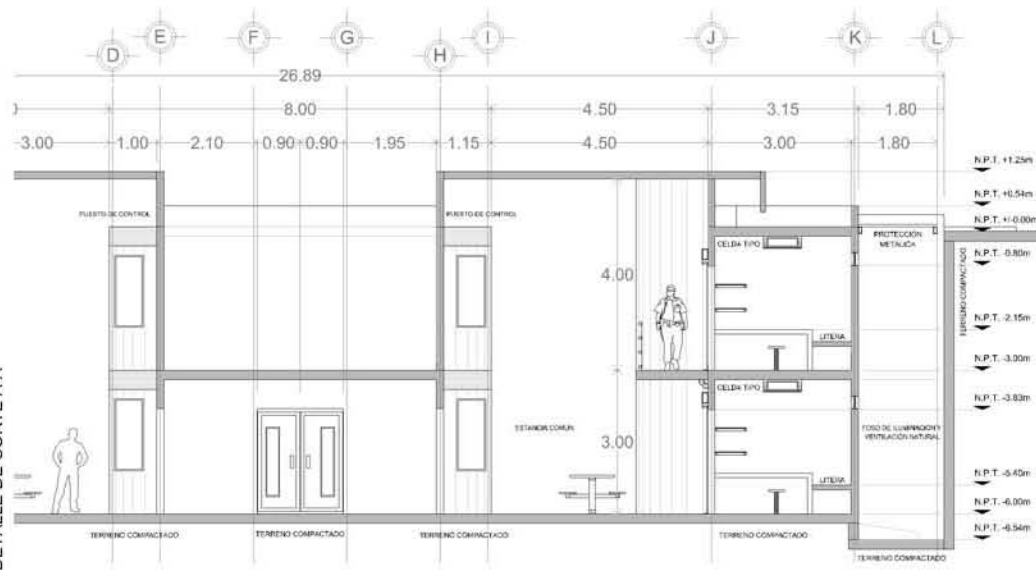 D E F G H I J K L
26.89
8.00 4.50 3.15 1.80
3.00 1.00 2.10 0.90 0.90 1.95 1.15 4.50 3.00 1.80
N.P.T. +1.25m
N.P.T. +0.54m
N.P.T. +/-0.00m
N.P.T. -0.80m
N.P.T. -2.15m
N.P.T. -3.00m
N.P.T. -3.83m
N.P.T. -5.40m
N.P.T. -6.00m
N.P.T. -6.54m
PUESTO DE CONTROL
PUESTO DE CONTROL
CELDA TIPO
PROTECCIÓN
METALICA
TERRENO COMPACTADO
4.00
LITERA
CELDA TIPO
ESTANCIA COMÚN
3.00
FOSO DE ILUMINACION Y
VENTILACIÓN NATURAL
LITERA
TERRENO COMPACTADO
TERRENO COMPACTADO
TERRENO COMPACTADO
TERRENO COMPACTADO
TERRENO COMPACTADO